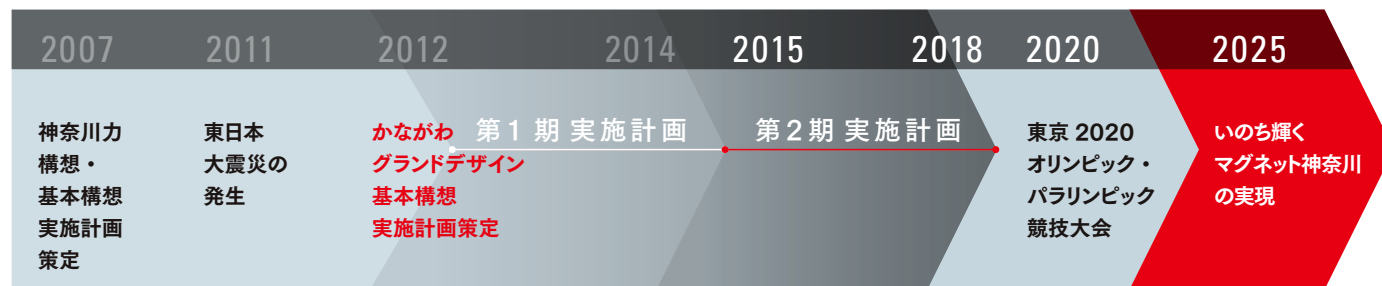 2007
2011
2012
2014
2015
2018
2020
2025
神奈川力
構想・
基本構想
実施計画
策定
東日本
大震災の
発生
かながわ
グランドデザイン
基本構想
実施計画策定
第1期実施計画
第2期実施計画
東京 2020
オリンピック・
パラリンピック
競技大会
いのち輝く
マグネット神奈川
の実現